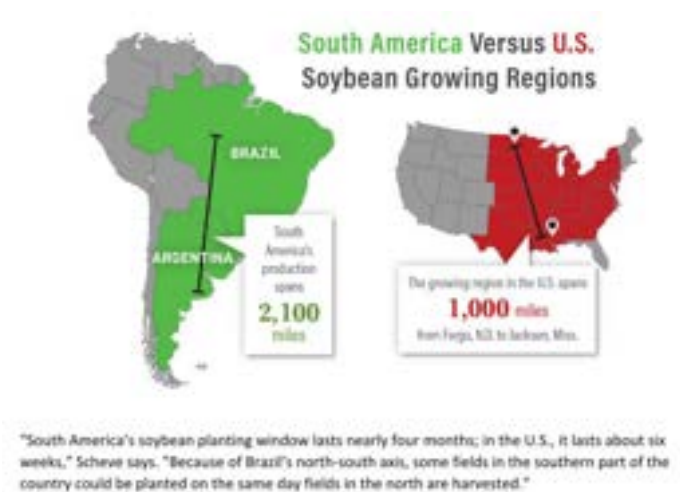 South America Versus U.S.
Soybean Growing Regions
BRAZIL
ARGENTINA
South
America's
production
spans
2,100
miles
The growing region in the U.S. spans
1,000 miles
from Fargo, N.D. to Jackson, Miss.
"South America's soybean planting window lasts nearly four months; in the U.S., it lasts about six
weeks," Scheve says. "Because of Brazil's north-south axis, some fields in the southern part of the
country could be planted on the same day fields in the north are harvested."